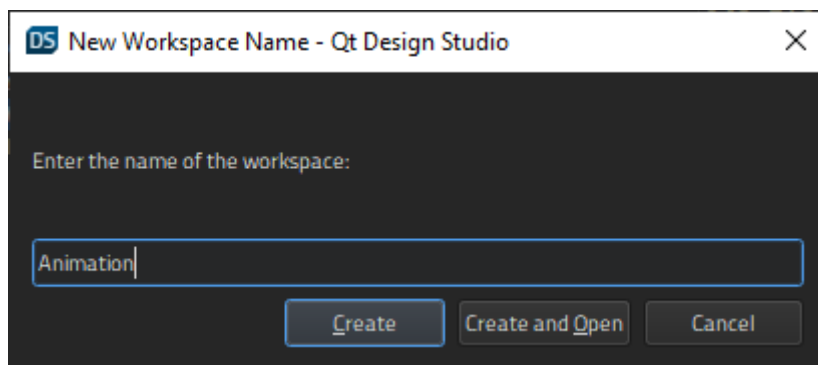 DS New Workspace Name - Qt Design Studio
Enter the name of the workspace:
Animation
Create Create and Open Cancel